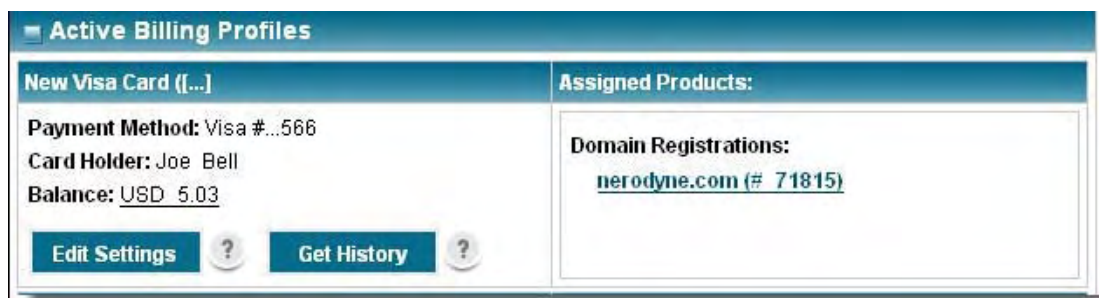 Active Billing Profiles
New Visa Card ([...]
Assigned Products:
Payment Method: Visa #...566
Card Holder: Joe Bell
Balance: USD 5.03
Edit Settings ? Get History ?
Domain Registrations:
nerodyne.com (# 71815)